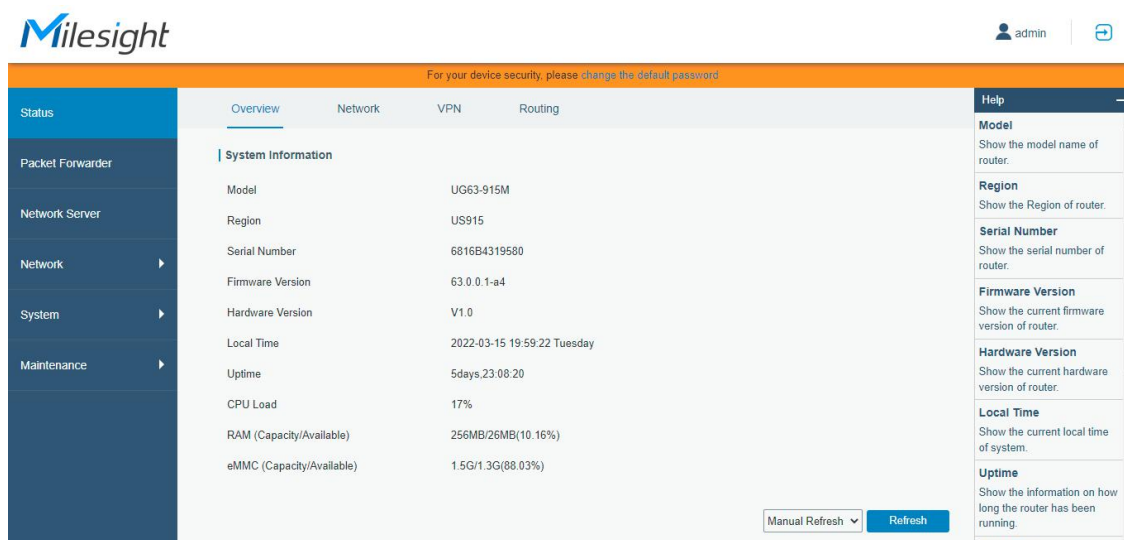 Milesight
admin
For your device security, please change the default password
Status
Packet Forwarder
Network Server
Network
System
Maintenance
Overview Network VPN Routing
System Information
Model UG63-915M
Region US915
Serial Number 6816B4319580
Firmware Version 63.0.0.1-a4
Hardware Version V1.0
Local Time 2022-03-15 19:59:22 Tuesday
Uptime 5days,23:08:20
CPU Load 17%
RAM (Capacity/Available) 256MB/26MB(10.16%)
eMMC (Capacity/Available) 1.5G/1.3G(88.03%)
Manual Refresh Refresh
Help
Model
Show the model name of
router.
Region
Show the Region of router.
Serial Number
Show the serial number of
router.
Firmware Version
Show the current firmware
version of router.
Hardware Version
Show the current hardware
version of router.
Local Time
Show the current local time
of system.
Uptime
Show the information on how
long the router has been
running.